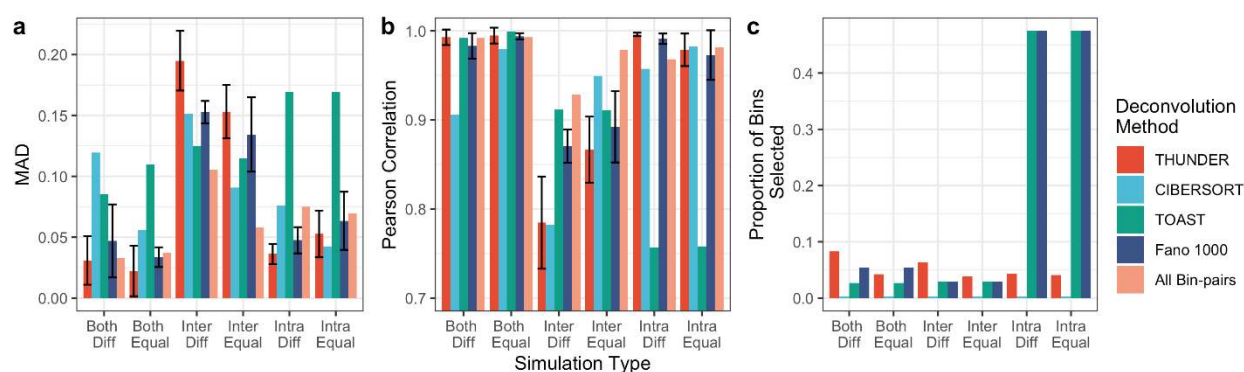 a
MAD
0.20
0.15
0.10
0.05
0.00
Both Diff
Both Equal
Inter Diff
Inter Equal
Intra Diff
Intra Equal
b
Pearson Correlation
1.0
0.9
0.8
0.7
Both Diff
Both Equal
Inter Diff
Inter Equal
Intra Diff
Intra Equal
Simulation Type
c
Proportion of Bins
Selected
0.4
0.3
0.2
0.1
0.0
Both Diff
Both Equal
Inter Diff
Inter Equal
Intra Diff
Intra Equal
Deconvolution
Method
THUNDER
CIBERSORT
TOAST
Fano 1000
All Bin-pairs